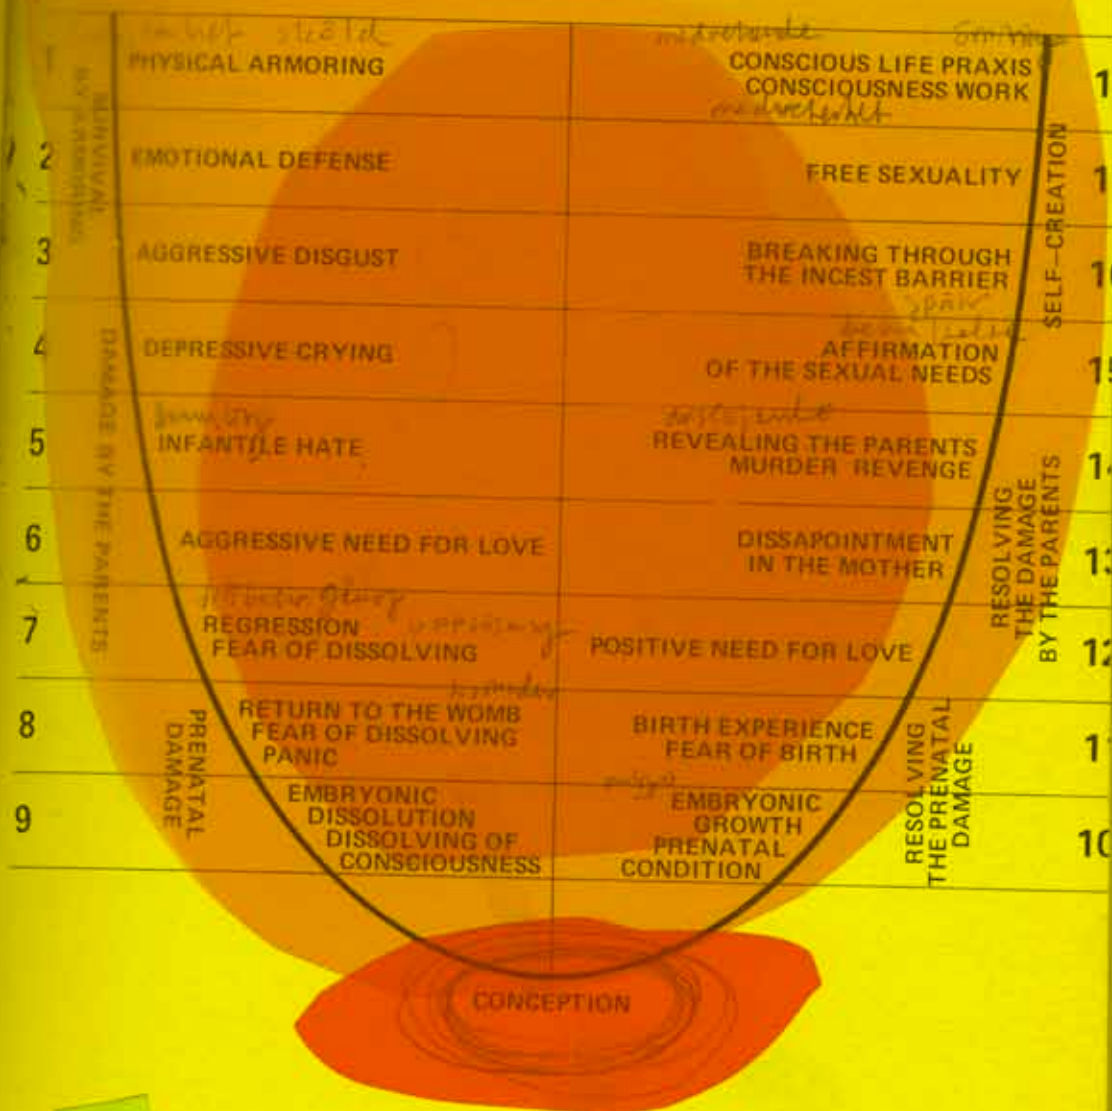 1 PHYSICAL ARMORING
2 EMOTIONAL DEFENSE
3 AGGRESSIVE DISGUST
4 DEPRESSIVE CRYING
5 INFANTILE HATE
6 AGGRESSIVE NEED FOR LOVE
7 REGRESSION
FEAR OF DISSOLVING
8 RETURN TO THE WOMB
FEAR OF DISSOLVING
PANIC
9 EMBRYONIC
DISSOLUTION
DISSOLVING OF
CONSCIOUSNESS
SURVIVAL
BY ARMORING
DAMAGE BY THE PARENTS
PRENATAL
DAMAGE
CONSCIOUS LIFE PRAXIS
CONSCIOUSNESS WORK
FREE SEXUALITY
BREAKING THROUGH
THE INCEST BARRIER
AFFIRMATION
OF THE SEXUAL NEEDS
REVEALING THE PARENTS
MURDER REVENGE
DISSAPOINTMENT
IN THE MOTHER
POSITIVE NEED FOR LOVE 12
BIRTH EXPERIENCE
FEAR OF BIRTH
EMBRYONIC
GROWTH
PRENATAL
CONDITION
10
SELF-CREATION
RESOLVING
THE DAMAGE
BY THE PARENTS
RESOLVING
THE PRENATAL
DAMAGE
CONCEPTION